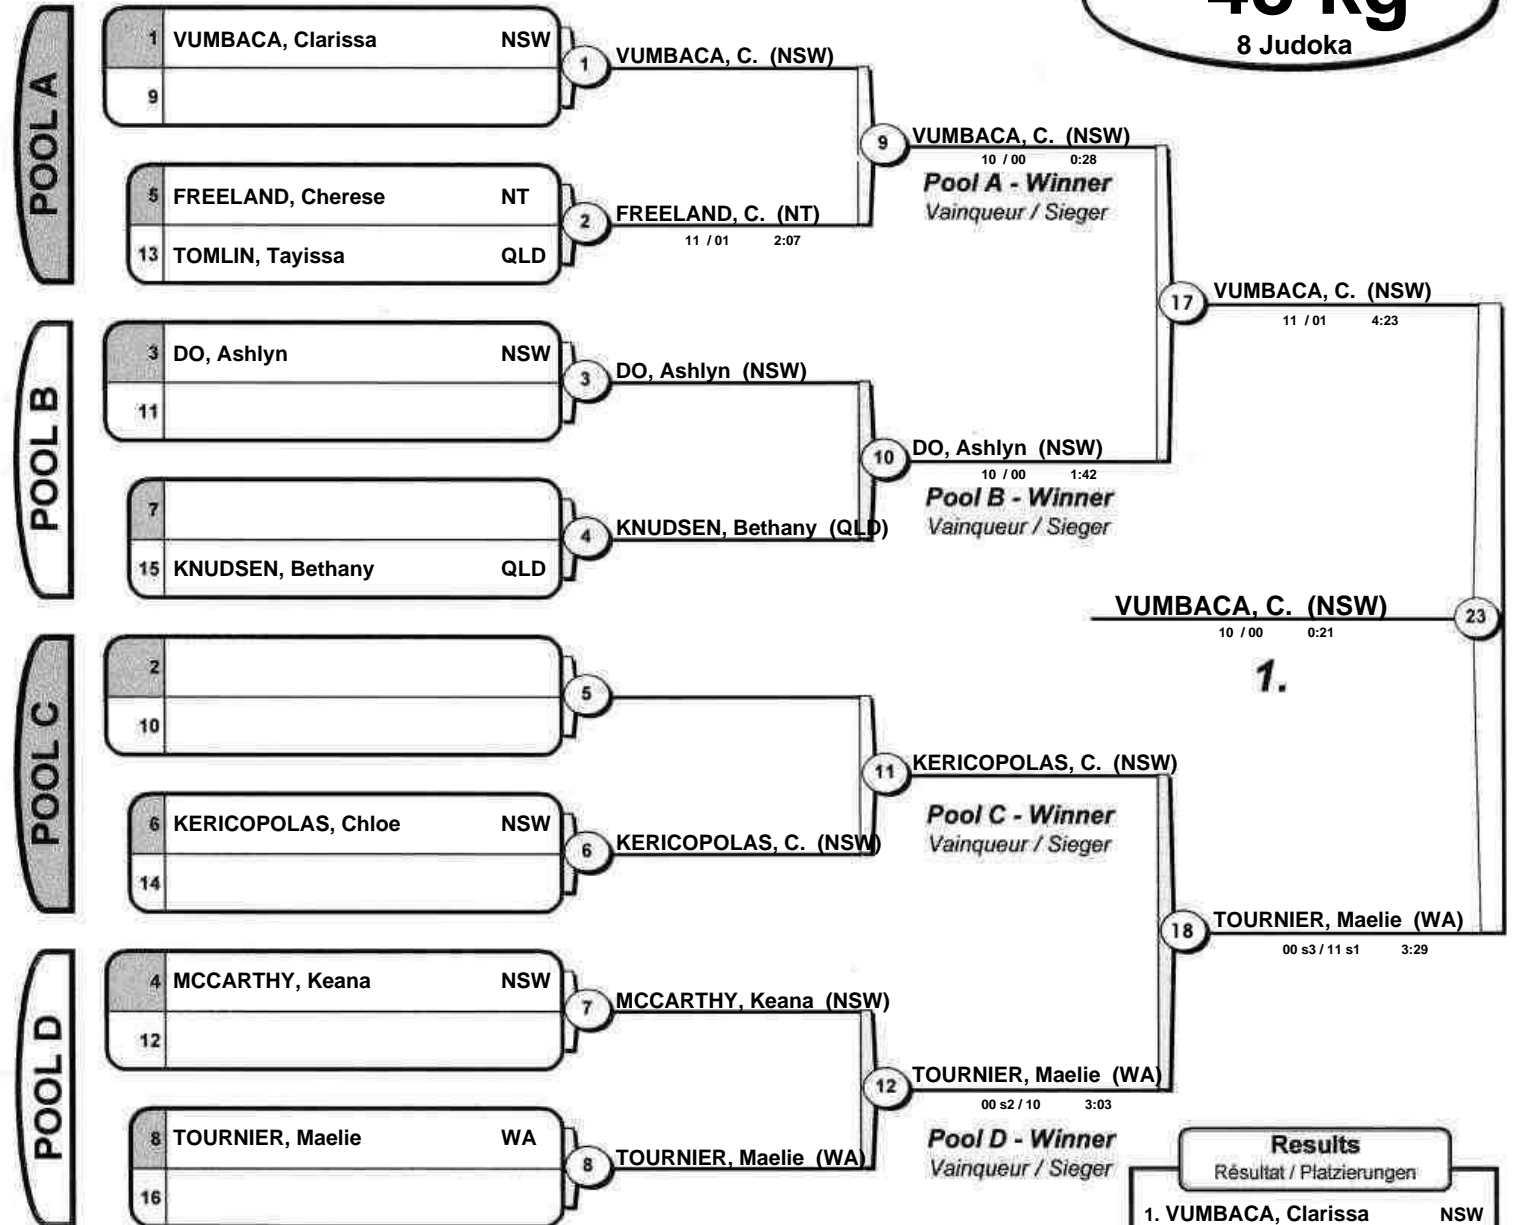 48 kg
8 Judoka
POOL A
1 VUMBACA, Clarissa NSW
9
1
VUMBACA, C. (NSW)
5 FREELAND, Cherese NT
13 TOMLIN, Tayissa QLD
2
FREELAND, C. (NT)
11 / 01 2:07
9
VUMBACA, C. (NSW)
10 / 00 0:28
Pool A - Winner
Vainqueur / Sieger
POOL B
3 DO, Ashlyn NSW
11
3
DO, Ashlyn (NSW)
7
15 KNUDSEN, Bethany QLD
4
KNUDSEN, Bethany (QLD)
10
DO, Ashlyn (NSW)
10 / 00 1:42
Pool B - Winner
Vainqueur / Sieger
17
VUMBACA, C. (NSW)
11 / 01 4:23
VUMBACA, C. (NSW)
10 / 00 0:21
23
1.
POOL C
2
10
5
6 KERICOPOLAS, Chloe NSW
14
6
KERICOPOLAS, C. (NSW)
11
KERICOPOLAS, C. (NSW)
Pool C - Winner
Vainqueur / Sieger
POOL D
4 MCCARTHY, Keana NSW
12
7
MCCARTHY, Keana (NSW)
8 TOURNIER, Maelie WA
16
8
TOURNIER, Maelie (WA)
12
TOURNIER, Maelie (WA)
00 s2 / 10 3:03
Pool D - Winner
Vainqueur / Sieger
18
TOURNIER, Maelie (WA)
00 s3 / 11 s1 3:29
Results
Résultat / Platzierungen
1. VUMBACA, Clarissa NSW